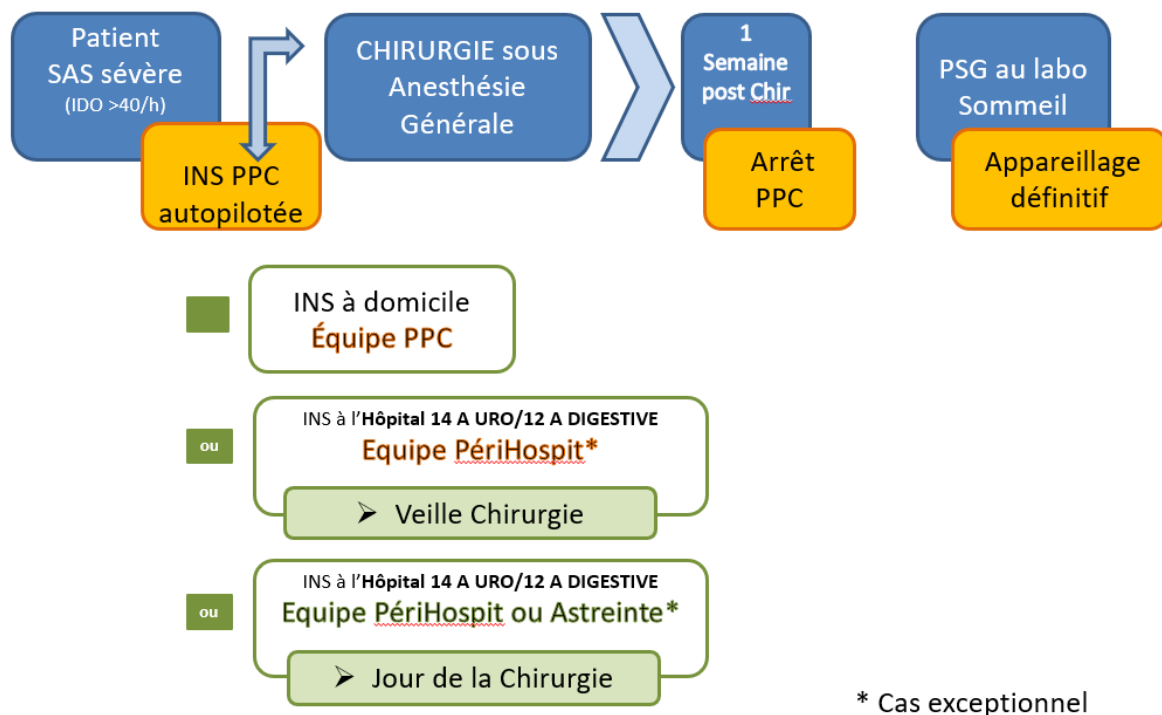 Patient
SAS sévère
(IDO >40/h)
INS PPC
autopilotée
CHIRURGIE sous
Anesthésie
Générale
1
Semaine
post Chir
Arrêt
PPC
PSG au labo
Sommeil
Appareillage
définitif
INS à domicile
Équipe PPC
ou
INS à l'Hôpital 14 A URO/12 A DIGESTIVE
Equipe PériHospit*
➢ Veille Chirurgie
ou
INS à l'Hôpital 14 A URO/12 A DIGESTIVE
Equipe PériHospit ou Astreinte*
➢ Jour de la Chirurgie
* Cas exceptionnel